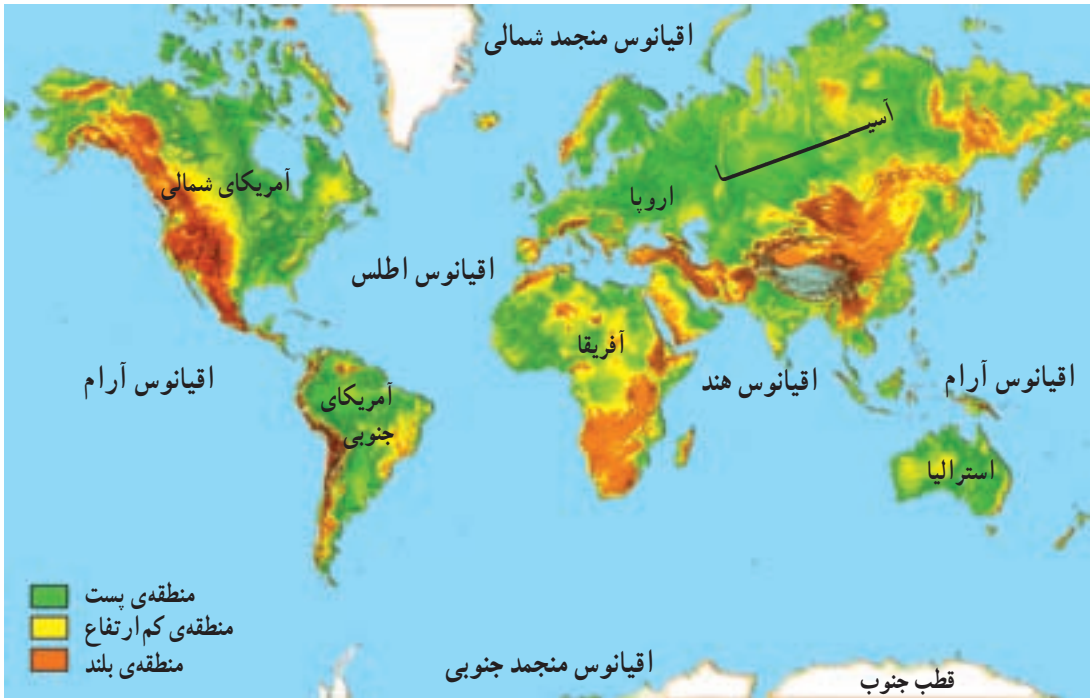 اقیانوس منجمد شمالی
آسیا
آمریکای شمالی
اروپا
اقیانوس اطلس
آفریقا
اقیانوس آرام
اقیانوس هند
اقیانوس آرام
آمریکای
جنوبی
استرالیا
منطقه‌ی پست
منطقه‌ی کم ارتفاع
منطقه‌ی بلند
اقیانوس منجمد جنوبی
قطب جنوب